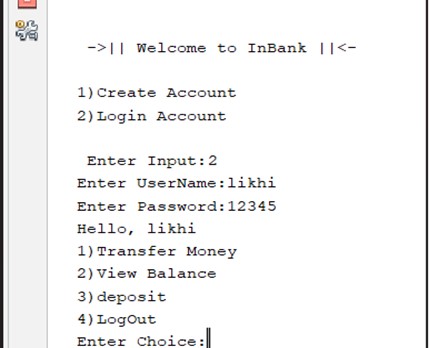 ->|| Welcome to InBank ||<-
1)Create Account
2)Login Account
Enter Input:2
Enter UserName:likhi
Enter Password:12345
Hello, likhi
1)Transfer Money
2)View Balance
3)deposit
4)LogOut
Enter Choice: